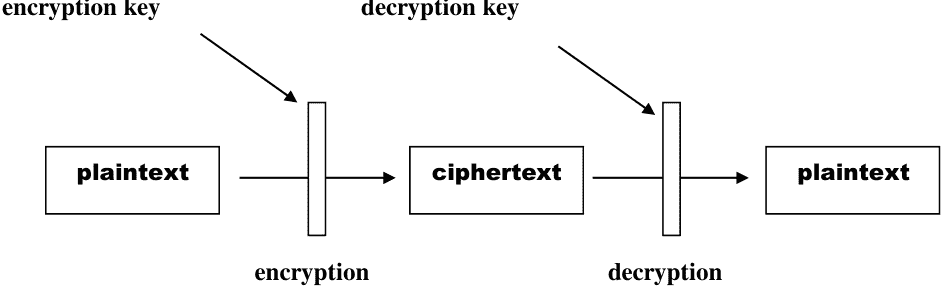 encryption key
decryption key
plaintext
ciphertext
plaintext
encryption
decryption